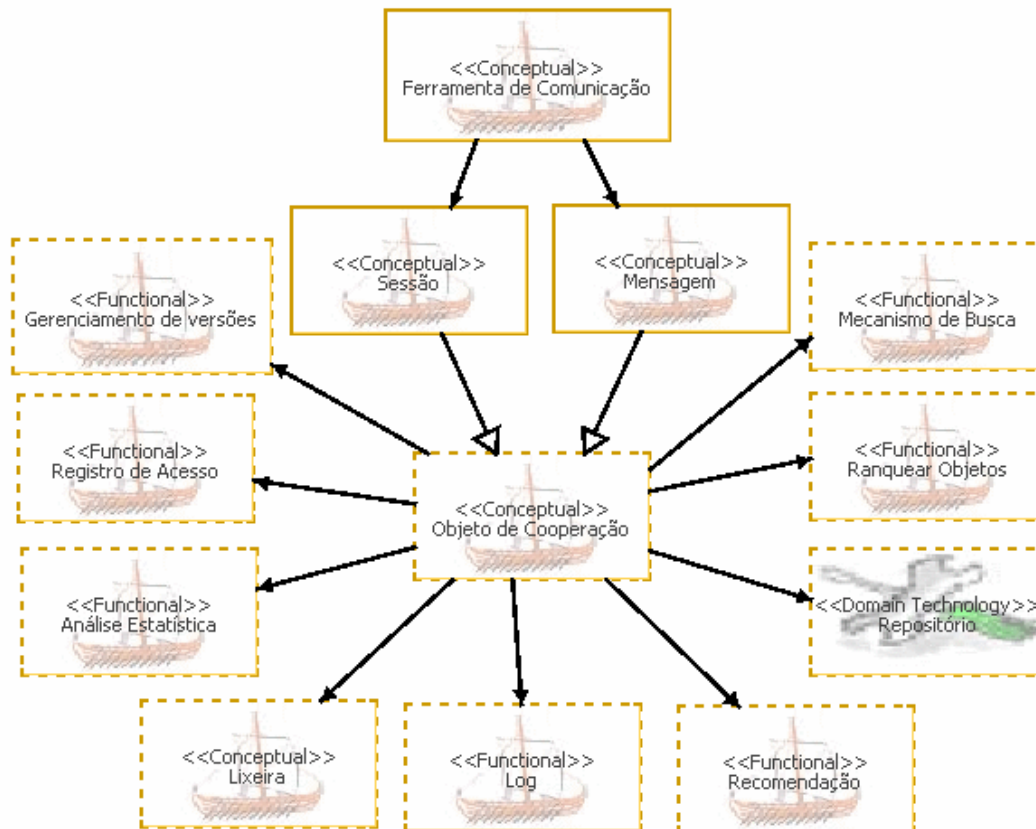 <<Conceptual>>
Ferramenta de Comunicação
<<Conceptual>>
Sessão
<<Conceptual>>
Mensagem
<<Functional>>
Gerenciamento de versões
<<Functional>>
Mecanismo de Busca
<<Functional>>
Registro de Acesso
<<Functional>>
Ranquear Objetos
<<Conceptual>>
Objeto de Cooperação
<<Functional>>
Análise Estatística
<<Domain Technology>>
Repositório
<<Conceptual>>
Lixeira
<<Functional>>
Log
<<Functional>>
Recomendação